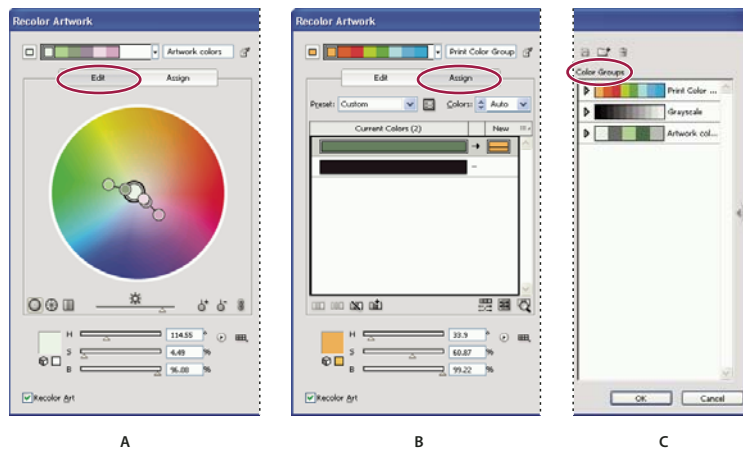 Recolor Artwork
Artwork colors
Edit
Assign
H
114.55
°
S
4.49
%
B
96.08
%
Recolor Art
A
Recolor Artwork
Print Color Group
Edit
Assign
Preset:
Custom
Colors:
Auto
Current Colors (2)
New
H
33.9
°
S
60.87
%
B
99.22
%
Recolor Art
B
Color Groups
Print Color ...
Grayscale
Artwork col...
OK
Cancel
C